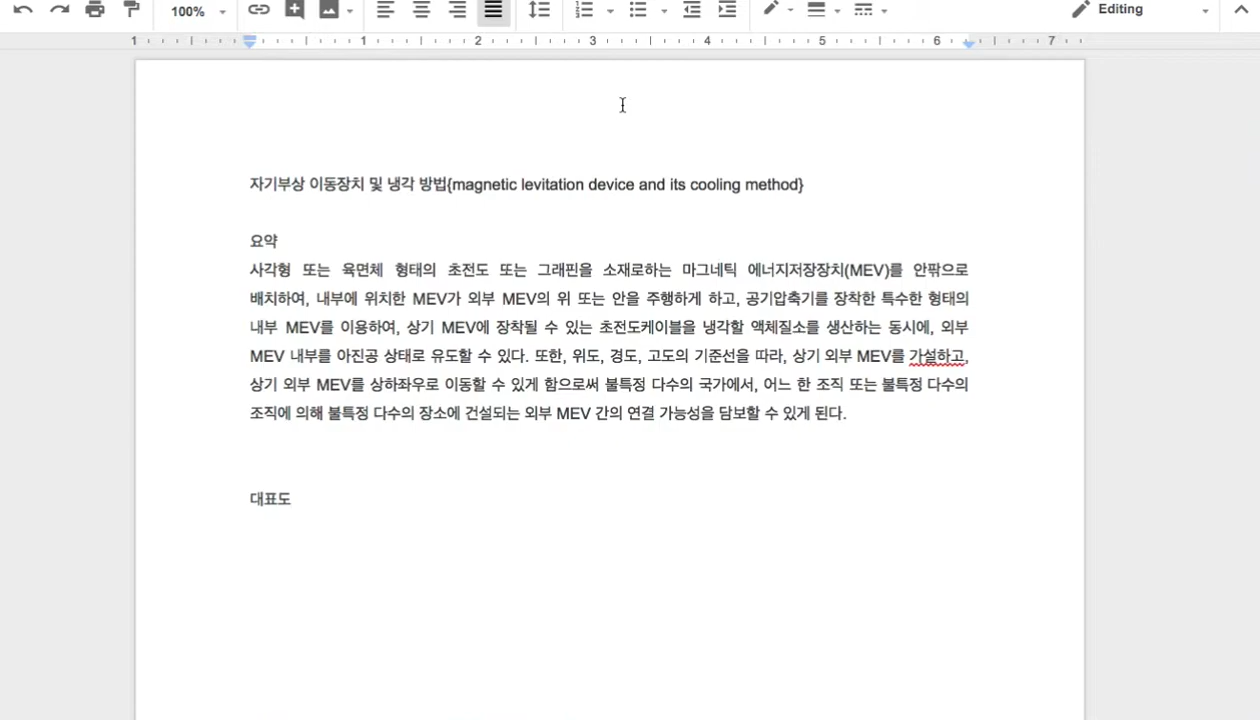 100%
Editing
1 1 2 3 4 5 6 7
자기부상 이동장치 및 냉각 방법{magnetic levitation device and its cooling method}
요약
사각형 또는 육면체 형태의 초전도 또는 그래핀을 소재로하는 마그네틱 에너지저장장치(MEV)를 안팎으로
배치하여, 내부에 위치한 MEV가 외부 MEV의 위 또는 안을 주행하게 하고, 공기압축기를 장착한 특수한 형태의
내부 MEV를 이용하여, 상기 MEV에 장착될 수 있는 초전도케이블을 냉각할 액체질소를 생산하는 동시에, 외부
MEV 내부를 아진공 상태로 유도할 수 있다. 또한, 위도, 경도, 고도의 기준선을 따라, 상기 외부 MEV를 가설하고,
상기 외부 MEV를 상하좌우로 이동할 수 있게 함으로써 불특정 다수의 국가에서, 어느 한 조직 또는 불특정 다수의
조직에 의해 불특정 다수의 장소에 건설되는 외부 MEV 간의 연결 가능성을 담보할 수 있게 된다.
대표도